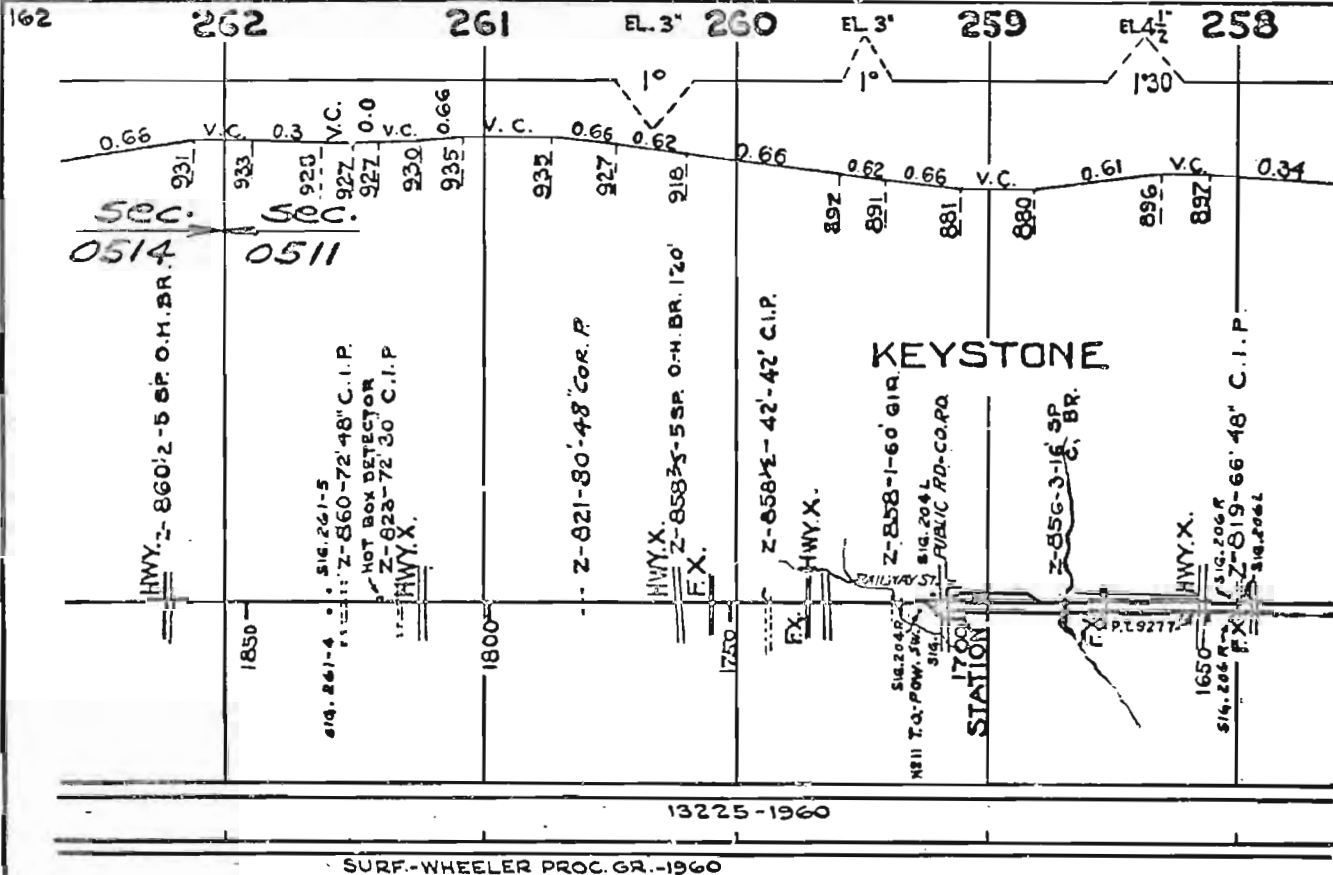 162
262 261 EL. 3" 260 EL 3" 259 EL 4½ 258
1° 1° 1°30
0.66 V.C. 0.3 V.C. 0.0 V.C. 0.66 V.C. 0.66 0.62 0.66 0.62 0.66 V.C. 0.61 V.C. 0.34
931 933 928 927 927 930 935 935 927 918 892 891 881 880 896 897
Sec. Sec.
0514 0511
KEYSTONE
HWY.
Z-860½-5 SP. O.H. BR.
SIG. 261-4
SIG. 261-5
Z-860-72' 48" C.I.P.
HOT BOX DETECTOR
Z-823-72' 30" C.I.P
HWY.X.
Z-821-80'-48" COR. P.
HWY.X.
Z-858¾-5 SP. O.-H. BR. 120'
F.X.
Z-858½-42'-42" C.I.P.
F.X.
HWY.X.
RAILWAY ST.
Z-858-1-60' GIR.
SIG. 204 L
PUBLIC RD-CO.RD.
SIG. 204 R
Nº 11 T.O.-POW. SW.
SIG.
STATION
Z-856-3-16' SP
C. BR.
F.X.
P.T. 9277
HWY.X.
SIG. 206 R
Z-819-66' 48" C.I.P.
SIG. 206 L
SIG. 206 R
F.X.
1850 1800 1750 1700 1650
13225-1960
SURF.-WHEELER PROC. GR.-1960